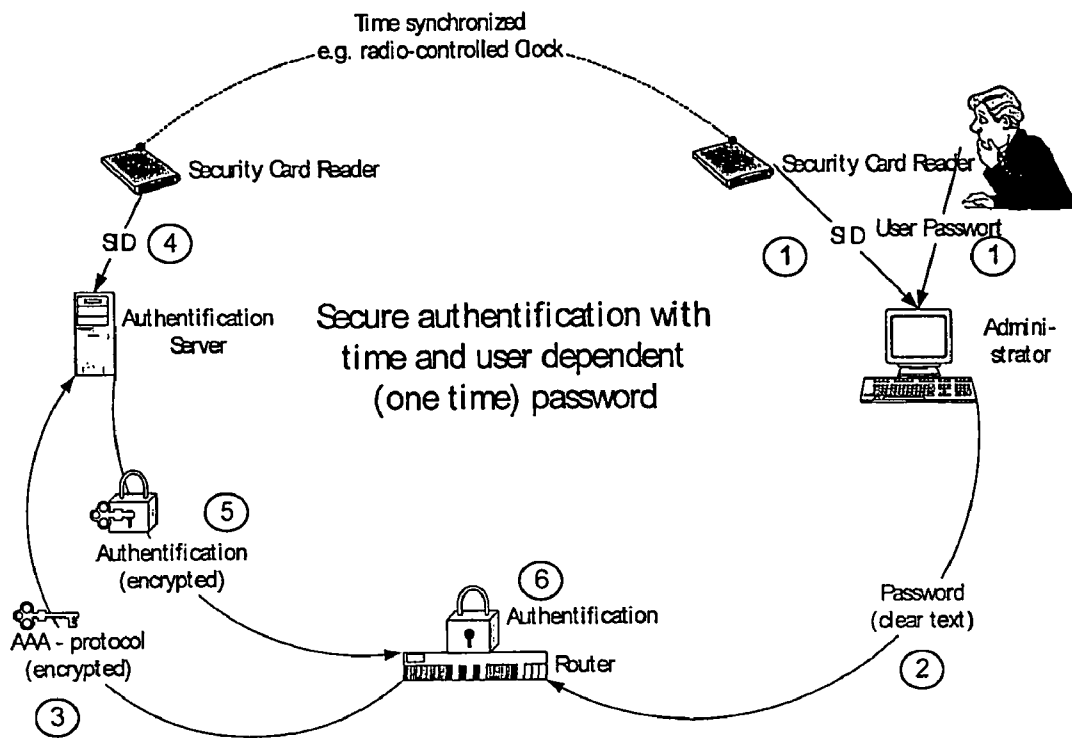 Time synchronized
e.g. radio-controlled Clock
Security Card Reader
Security Card Reader
SID
4
1
SID
User Passwort
1
Authentification
Server
Secure authentification with
time and user dependent
(one time) password
Admini-
strator
5
Authentification
(encrypted)
6
Authentification
Password
(clear text)
2
AAA - protocol
(encrypted)
3
Router